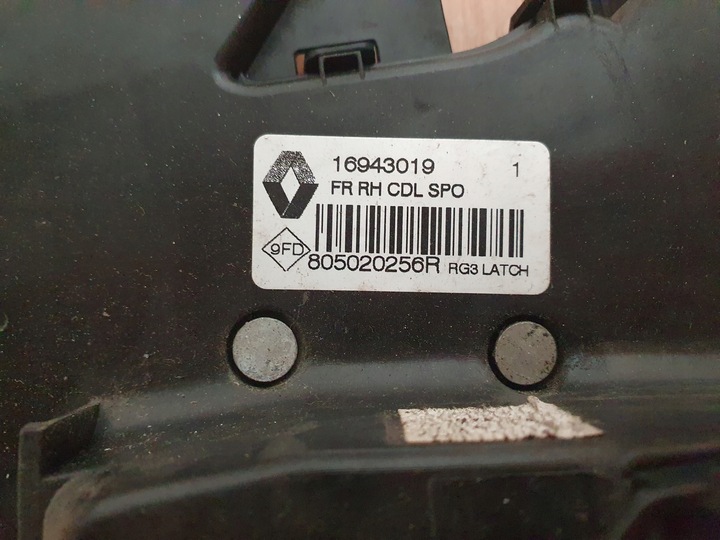 16943019 1
FR RH CDL SPO
9FD
805020256R RG3 LATCH